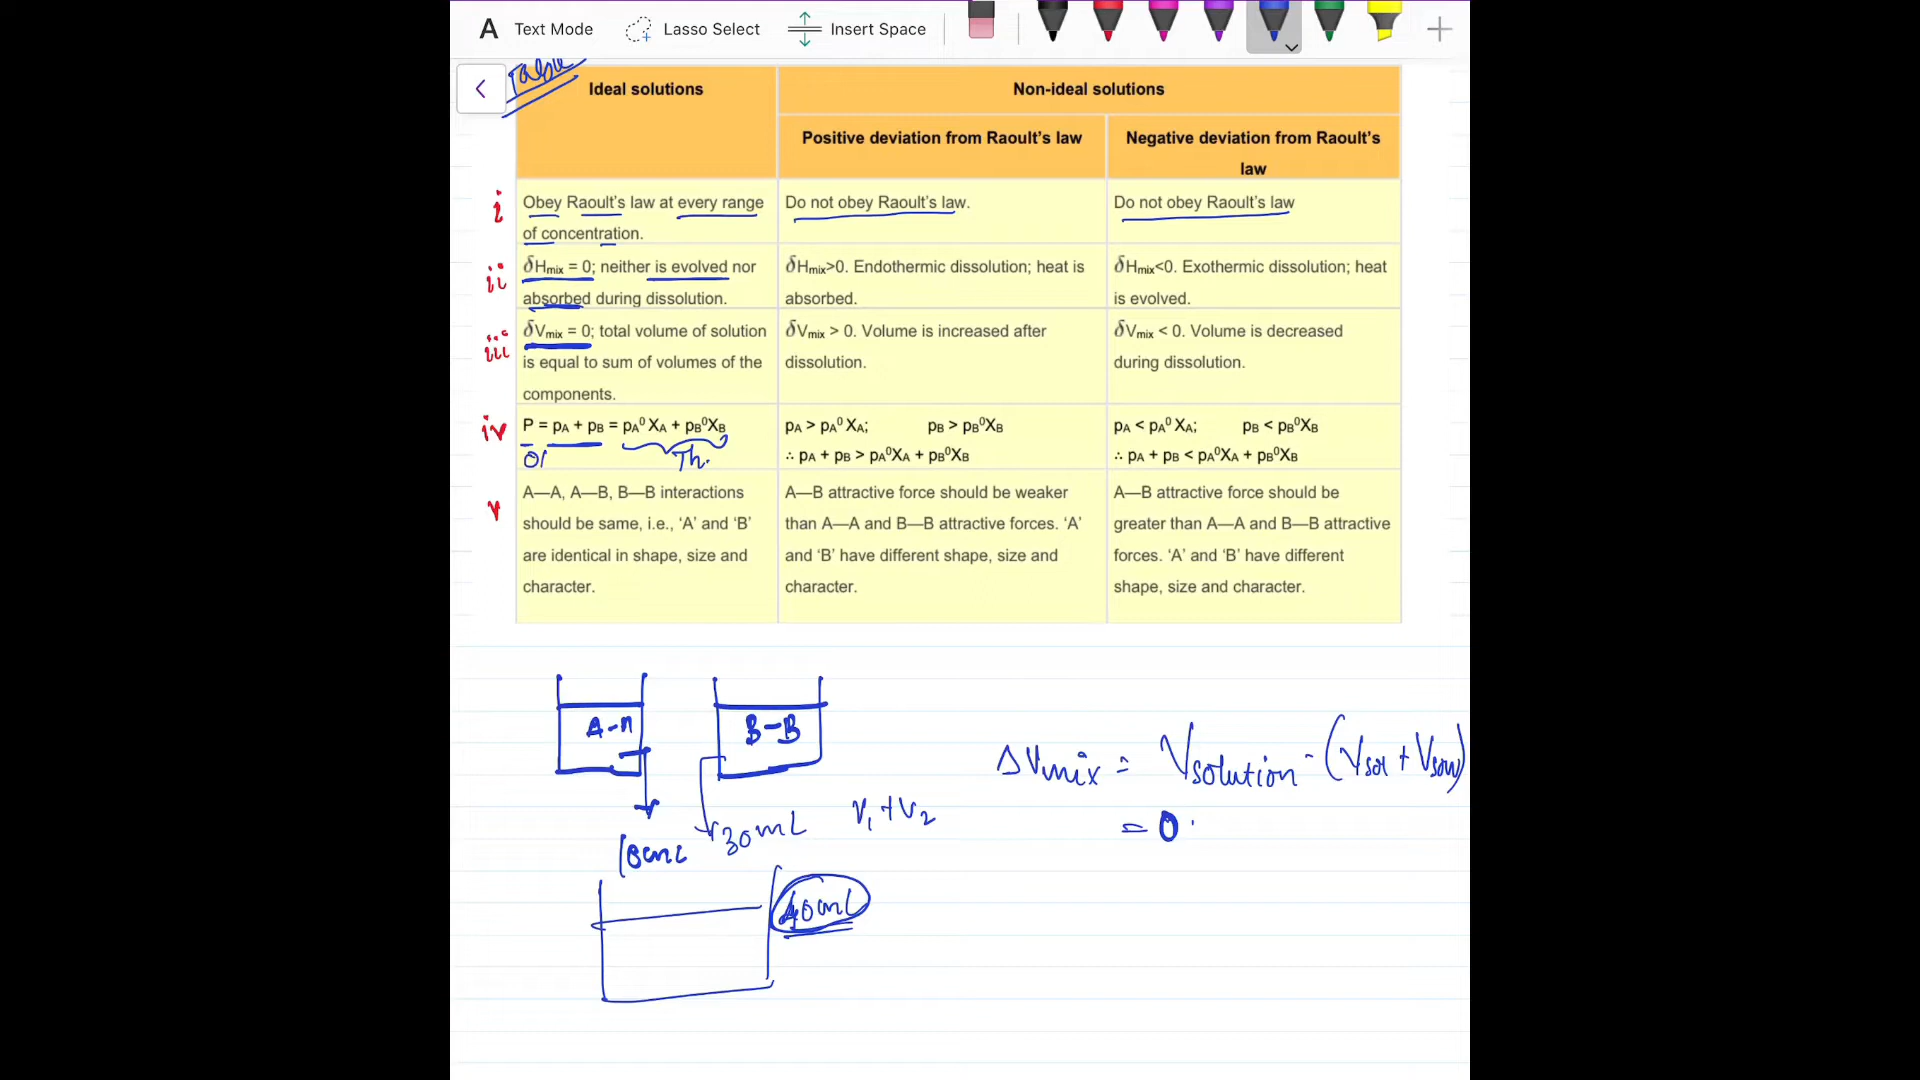 A Text Mode Lasso Select Insert Space
Table
Ideal solutions
Non-ideal solutions
Positive deviation from Raoult's law
Negative deviation from Raoult's
law
i
Obey Raoult's law at every range
of concentration.
Do not obey Raoult's law.
Do not obey Raoult's law
ii
δHmix = 0; neither is evolved nor
absorbed during dissolution.
δHmix>0. Endothermic dissolution; heat is
absorbed.
δHmix<0. Exothermic dissolution; heat
is evolved.
iii
δVmix = 0; total volume of solution
is equal to sum of volumes of the
components.
δVmix > 0. Volume is increased after
dissolution.
δVmix < 0. Volume is decreased
during dissolution.
iv
P = pA + pB = pA⁰ XA + pB⁰XB
Th.
pA > pA⁰ XA; pB > pB⁰XB
∴ pA + pB > pA⁰XA + pB⁰XB
pA < pA⁰ XA; pB < pB⁰XB
∴ pA + pB < pA⁰XA + pB⁰XB
v
A—A, A—B, B—B interactions
should be same, i.e., 'A' and 'B'
are identical in shape, size and
character.
A—B attractive force should be weaker
than A—A and B—B attractive forces. 'A'
and 'B' have different shape, size and
character.
A—B attractive force should be
greater than A—A and B—B attractive
forces. 'A' and 'B' have different
shape, size and character.
B-B
ΔVmix = Vsolution - (
= 0
30mL
V₁ + V₂
40mL